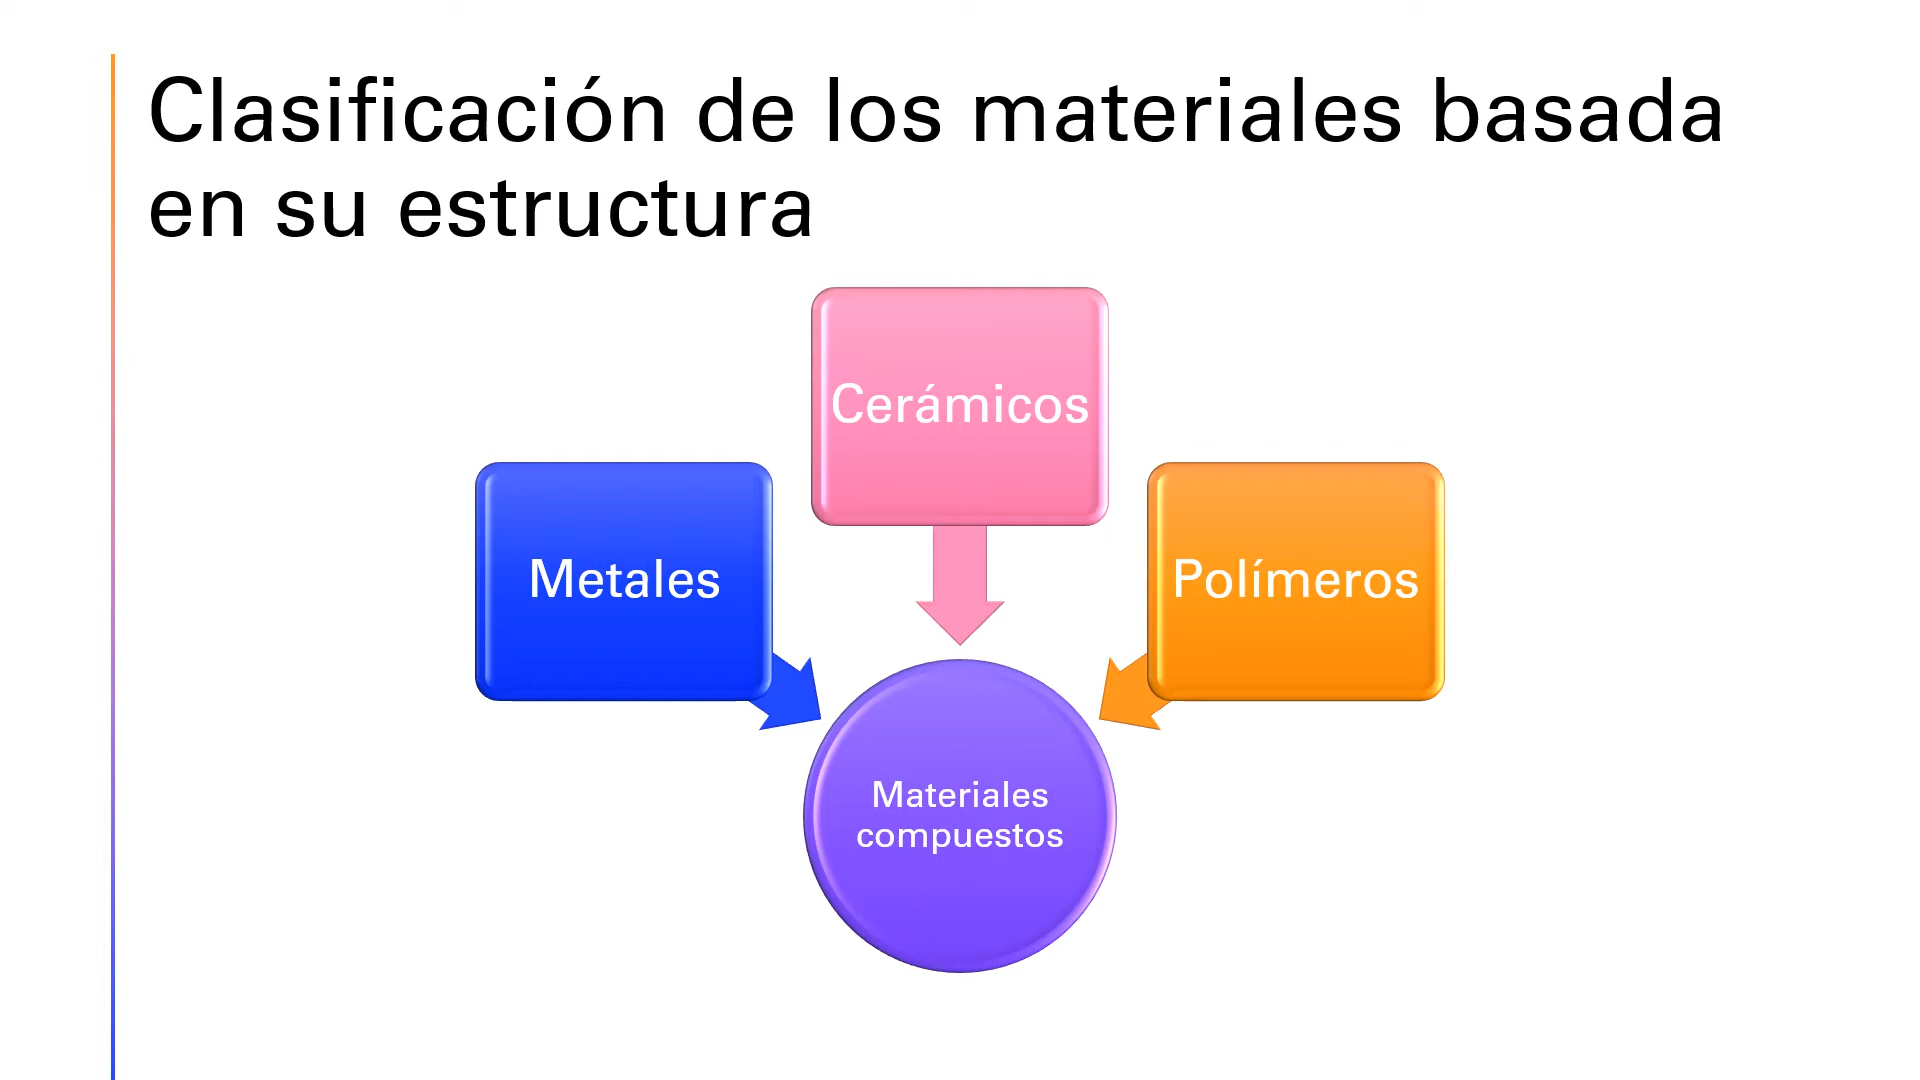 Clasificación de los materiales basada
en su estructura
Cerámicos
Metales
Polímeros
Materiales
compuestos